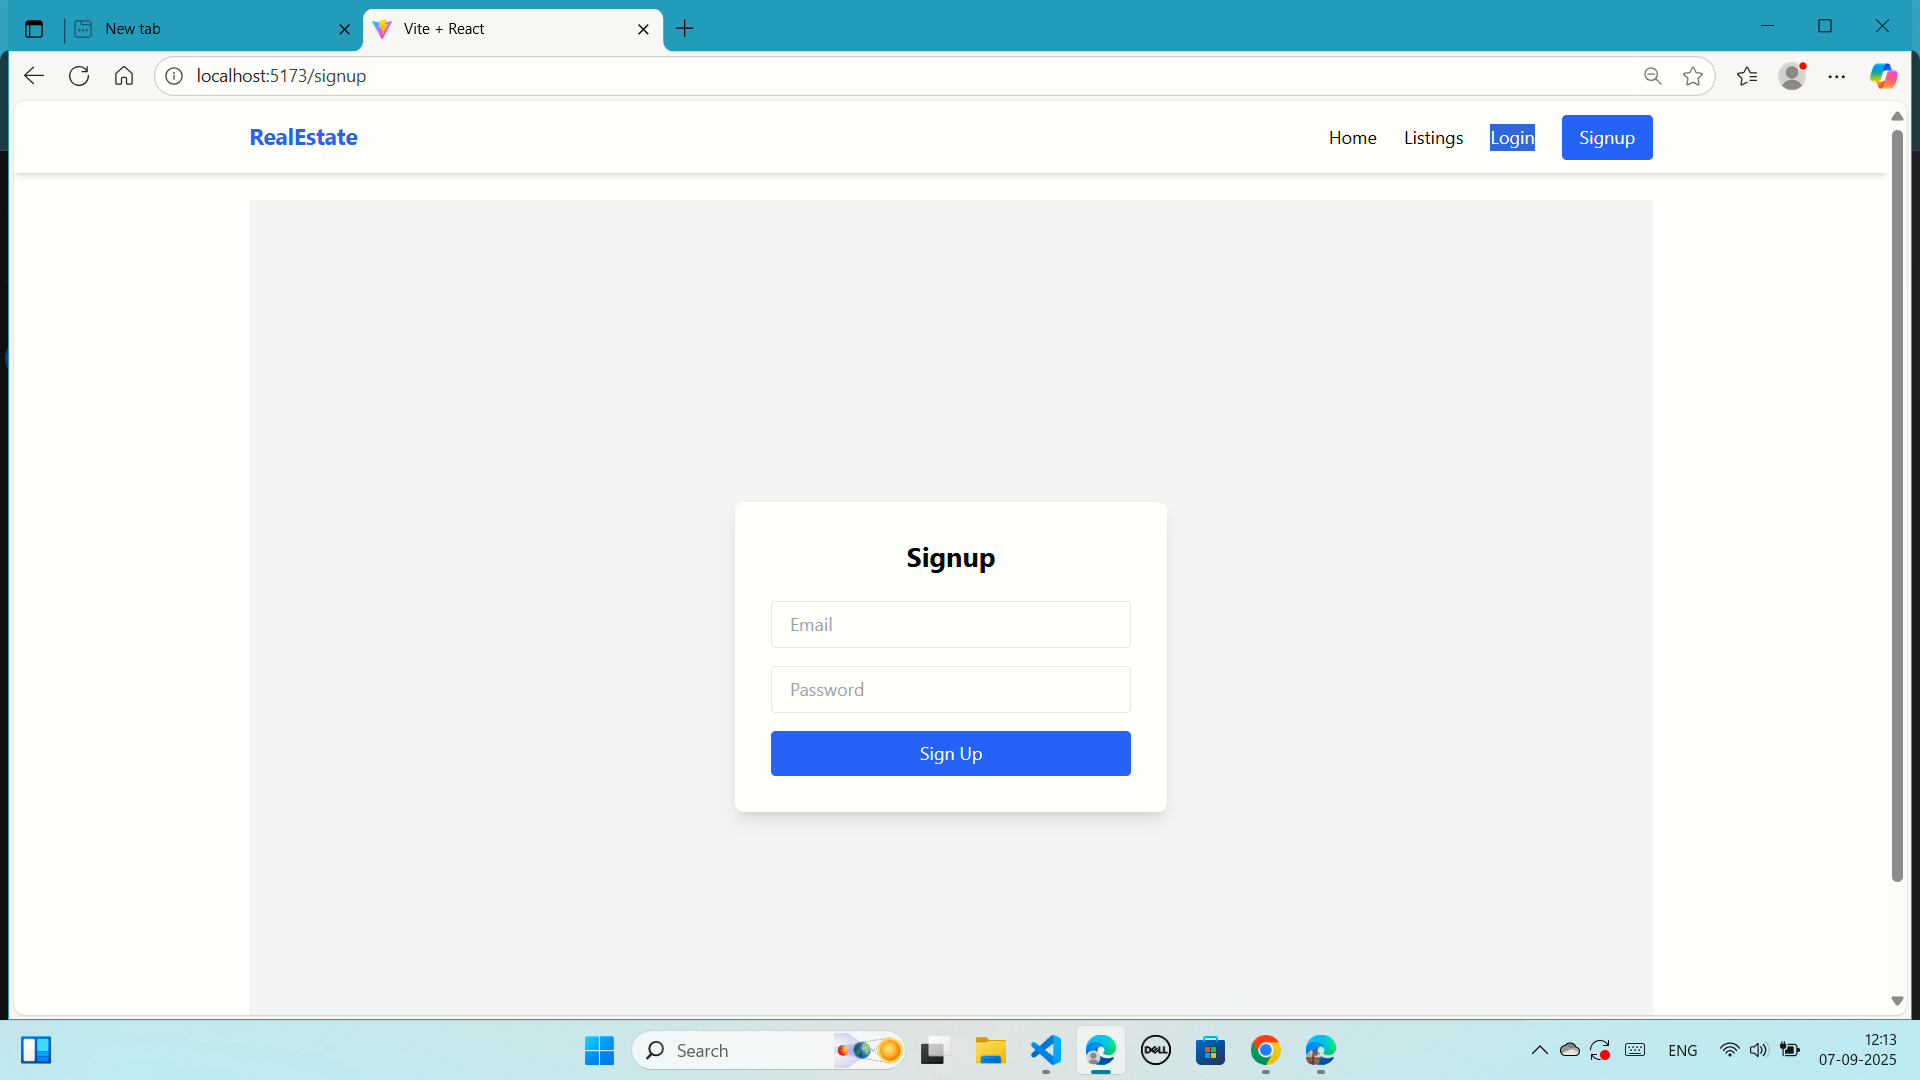 New tab
Vite + React
localhost:5173/signup
RealEstate
Home Listings Login Signup
Signup
Email
Password
Sign Up
Search
DELL
ENG
12:13
07-09-2025